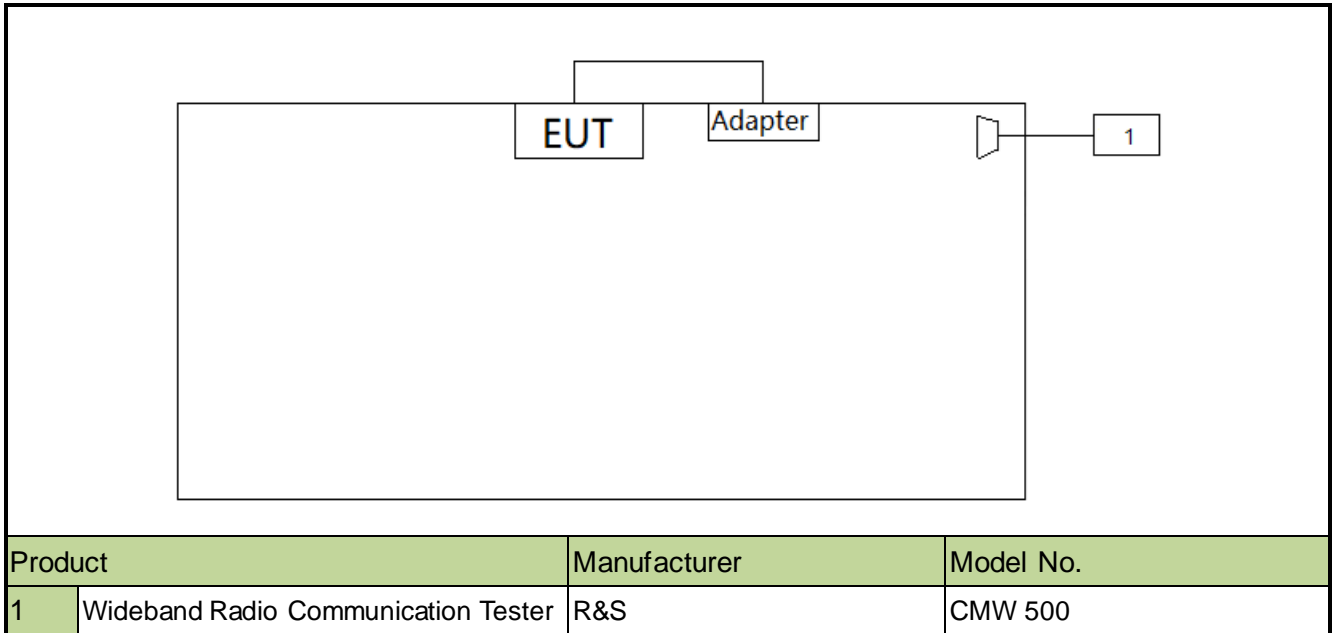 EUT
Adapter
1
Product Manufacturer Model No.
1 Wideband Radio Communication Tester R&S CMW 500